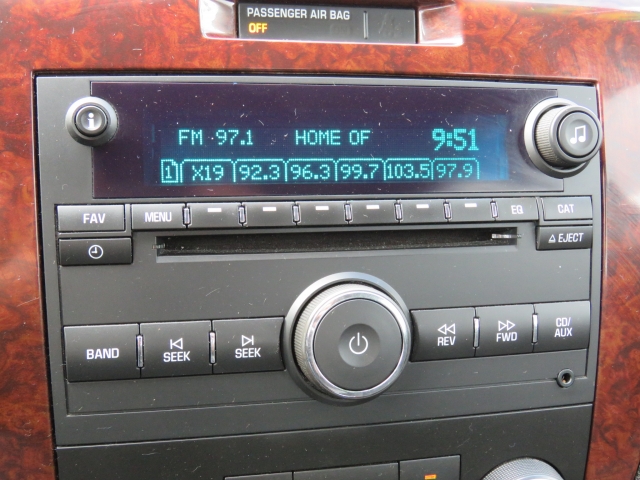 PASSENGER AIR BAG
OFF
i
FM 97.1 HOME OF 9:51
1 X19 92.3 96.3 99.7 103.5 97.9
FAV MENU EQ CAT
EJECT
BAND SEEK SEEK REV FWD CD/
AUX